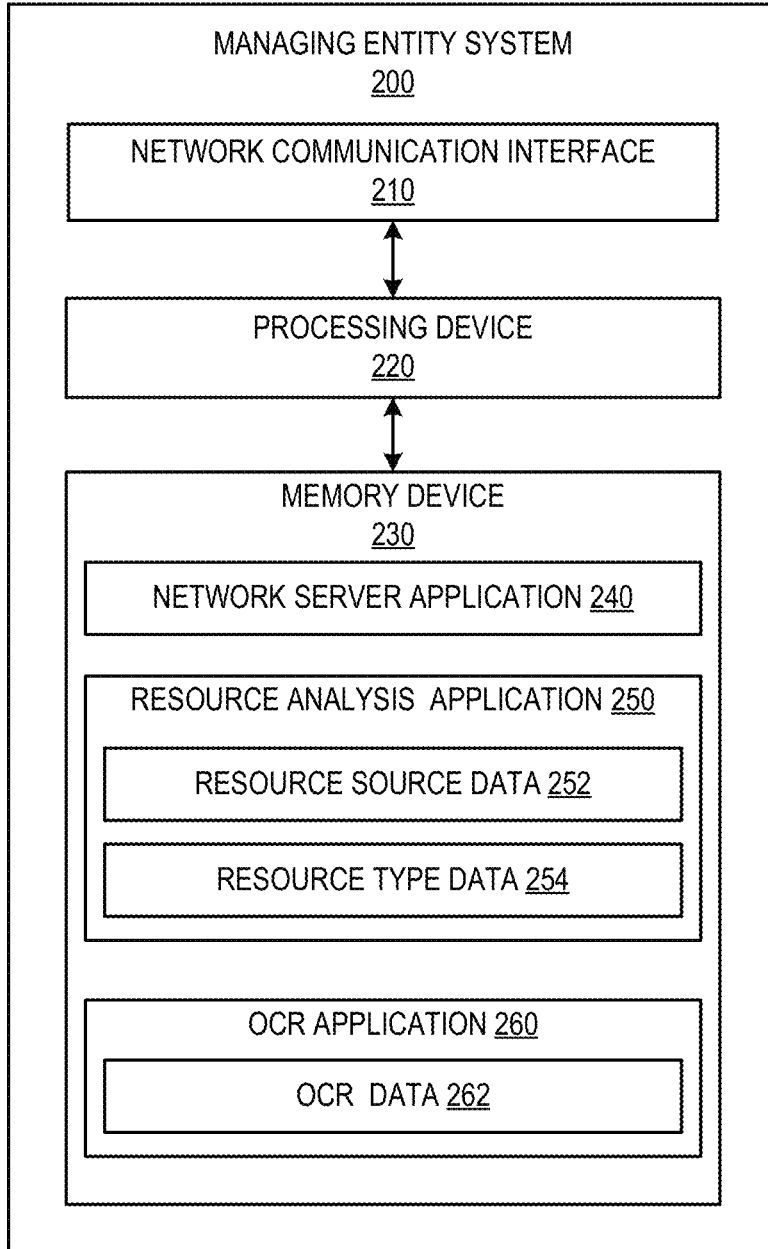 MANAGING ENTITY SYSTEM
200
NETWORK COMMUNICATION INTERFACE
210
PROCESSING DEVICE
220
MEMORY DEVICE
230
NETWORK SERVER APPLICATION 240
RESOURCE ANALYSIS APPLICATION 250
RESOURCE SOURCE DATA 252
RESOURCE TYPE DATA 254
OCR APPLICATION 260
OCR DATA 262